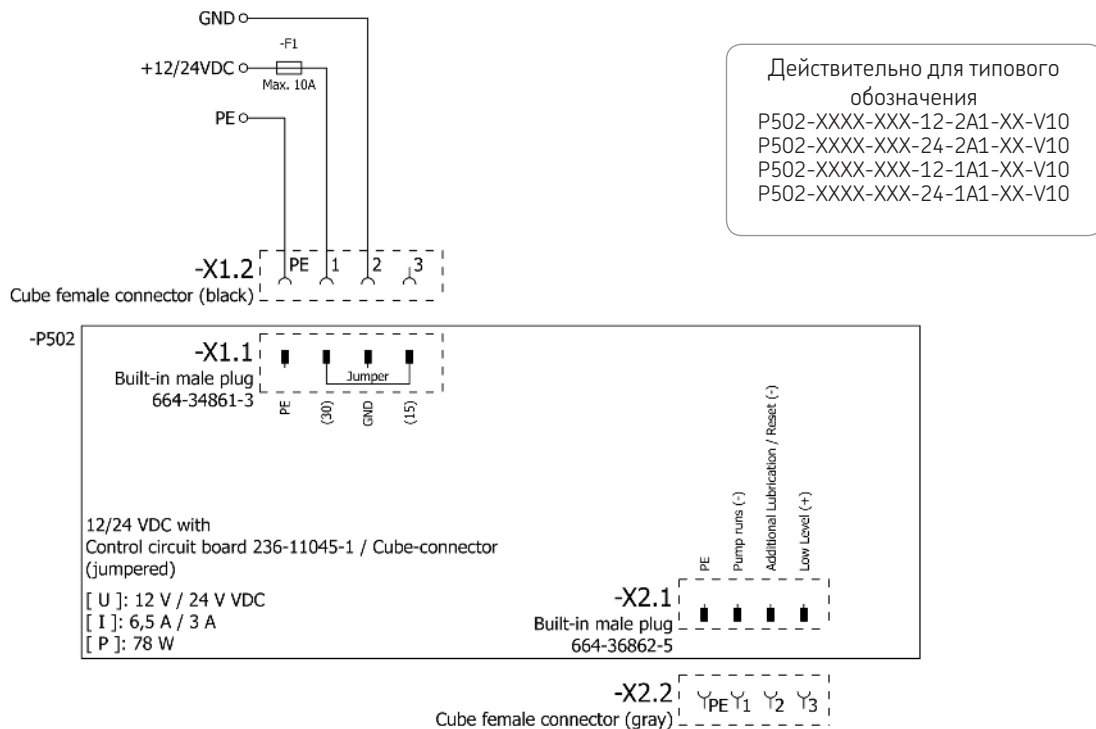 GND
-F1
+12/24VDC
Max. 10A
PE
Действительно для типового
обозначения
P502-XXXX-XXX-12-2A1-XX-V10
P502-XXXX-XXX-24-2A1-XX-V10
P502-XXXX-XXX-12-1A1-XX-V10
P502-XXXX-XXX-24-1A1-XX-V10
-X1.2
PE 1 2 3
Cube female connector (black)
-P502
-X1.1
Jumper
Built-in male plug
664-34861-3
PE
(30)
GND
(15)
12/24 VDC with
Control circuit board 236-11045-1 / Cube-connector
(jumpered)
[ U ]: 12 V / 24 V VDC
[ I ]: 6,5 A / 3 A
[ P ]: 78 W
PE
Pump runs (-)
Additional Lubrication / Reset (-)
Low Level (+)
-X2.1
Built-in male plug
664-36862-5
-X2.2
PE 1 2 3
Cube female connector (gray)